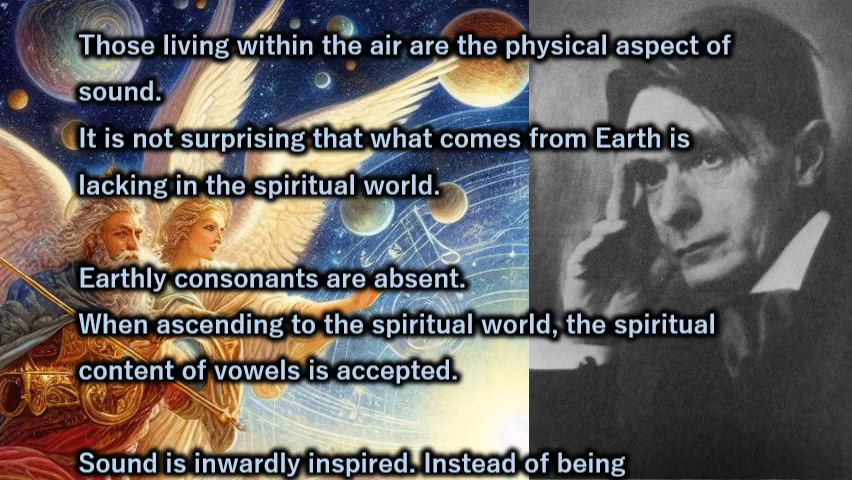 Those living within the air are the physical aspect of
sound.
It is not surprising that what comes from Earth is
lacking in the spiritual world.
Earthly consonants are absent.
When ascending to the spiritual world, the spiritual
content of vowels is accepted.
Sound is inwardly inspired. Instead of being